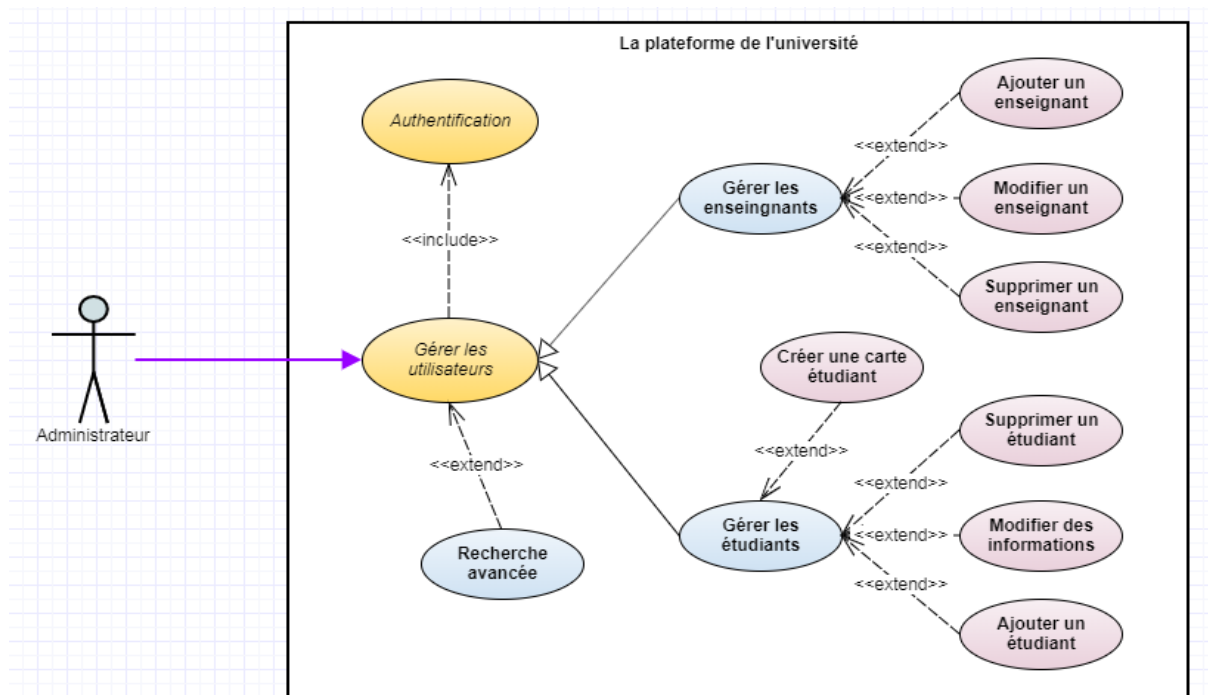 La plateforme de l'université
Authentification
<<include>>
Gérer les
utilisateurs
Administrateur
<<extend>>
Recherche
avancée
Gérer les
enseingnants
<<extend>>
<<extend>>
<<extend>>
Ajouter un
enseignant
Modifier un
enseignant
Supprimer un
enseignant
Créer une carte
étudiant
<<extend>>
Gérer les
étudiants
<<extend>>
<<extend>>
<<extend>>
Supprimer un
étudiant
Modifier des
informations
Ajouter un
étudiant